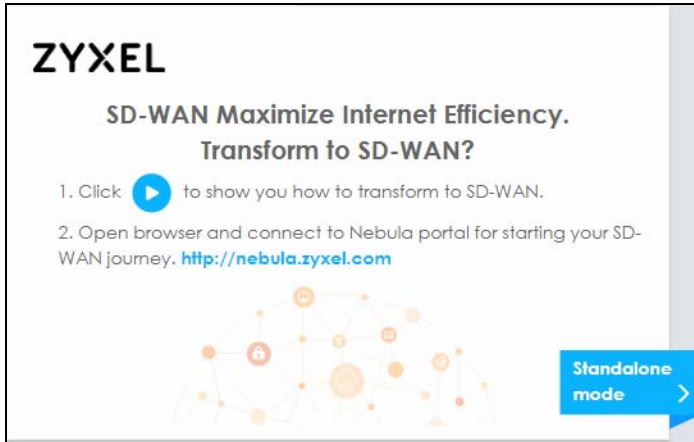 ZYXEL
SD-WAN Maximize Internet Efficiency.
Transform to SD-WAN?
1. Click to show you how to transform to SD-WAN.
2. Open browser and connect to Nebula portal for starting your SD-
WAN journey. http://nebula.zyxel.com
Standalone
mode